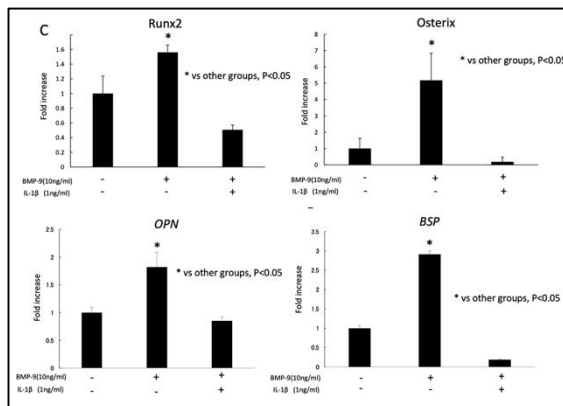 C
Runx2
Fold increase
1.6
1.4
1.2
1
0.8
0.6
0.4
0.2
0
*
* vs other groups, P<0.05
BMP-9(10ng/ml) - + +
IL-1β (1ng/ml) - - +
Osterix
Fold increase
8
7
6
5
4
3
2
1
0
*
* vs other groups, P<0.05
BMP-9(10ng/ml) - + +
IL-1β (1ng/ml) - - +
OPN
Fold increase
2.5
2
1.5
1
0.5
0
*
* vs other groups, P<0.05
BMP-9(10ng/ml) - + +
IL-1β (1ng/ml) - - +
BSP
Fold increase
3.5
3
2.5
2
1.5
1
0.5
0
*
* vs other groups, P<0.05
BMP-9(10ng/ml) - + +
IL-1β (1ng/ml) - - +